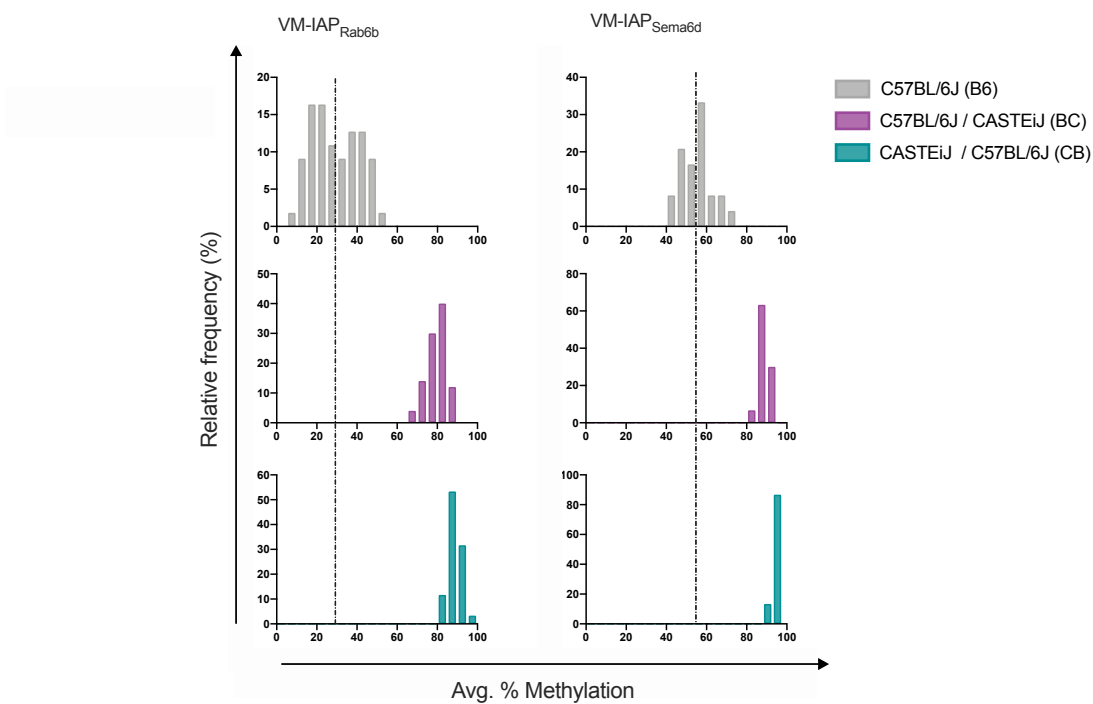 VM-IAPRab6b
VM-IAPSema6d
C57BL/6J (B6)
C57BL/6J / CASTEiJ (BC)
CASTEiJ / C57BL/6J (CB)
Relative frequency (%)
20
15
10
5
0
0 20 40 60 80 100
40
30
20
10
0
0 20 40 60 80 100
50
40
30
20
10
0
0 20 40 60 80 100
80
60
40
20
0
0 20 40 60 80 100
60
50
40
30
20
10
0
0 20 40 60 80 100
100
80
60
40
20
0
0 20 40 60 80 100
Avg. % Methylation